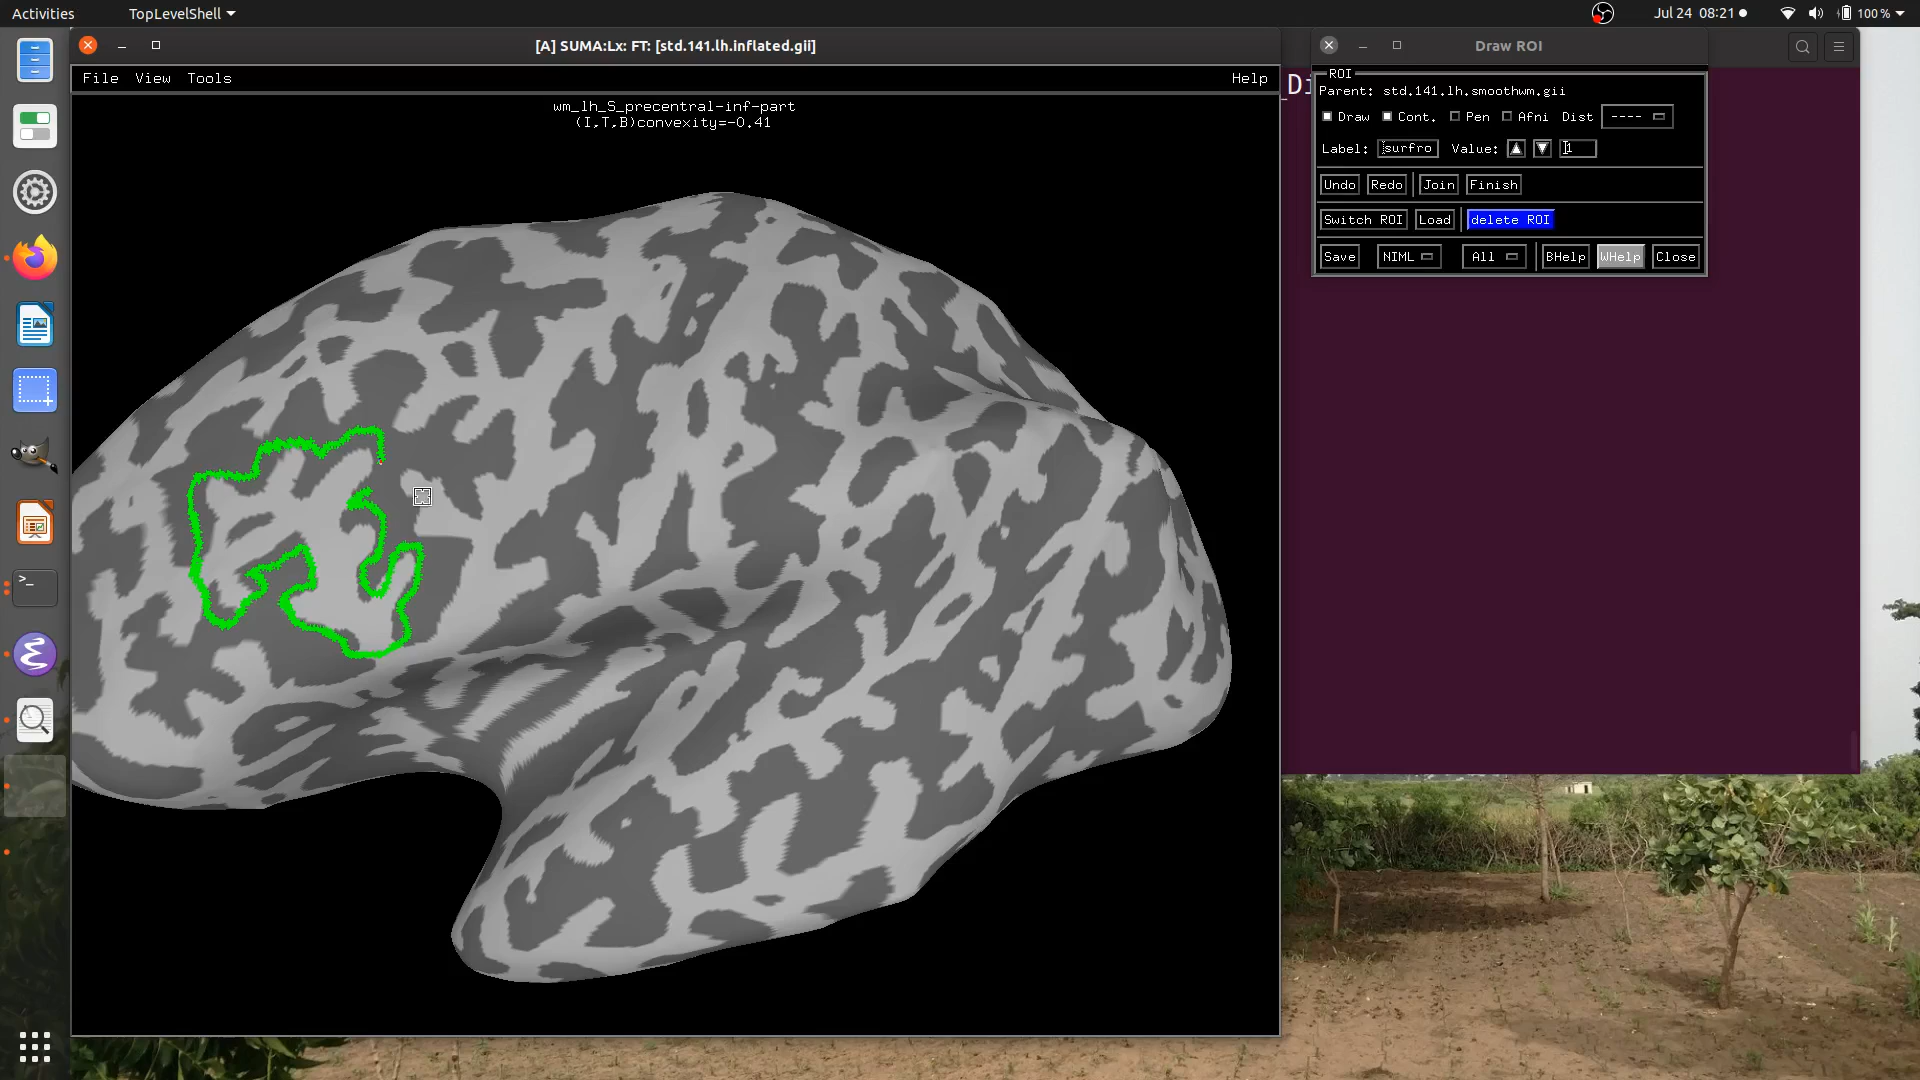 Activities
TopLevelShell
Jul 24 08:21
100 %
[A] SUMA:Lx: FT: [std.141.lh.inflated.gii]
File View Tools
Help
wm_lh_S_precentral-inf-part
(I,T,B)convexity=-0.41
Draw ROI
_Di
ROI
Parent: std.141.lh.smoothwm.gii
Draw Cont. Pen Afni Dist ----
Label: surfro Value: 1
Undo Redo Join Finish
Switch ROI Load delete ROI
Save NIML All BHelp WHelp Close